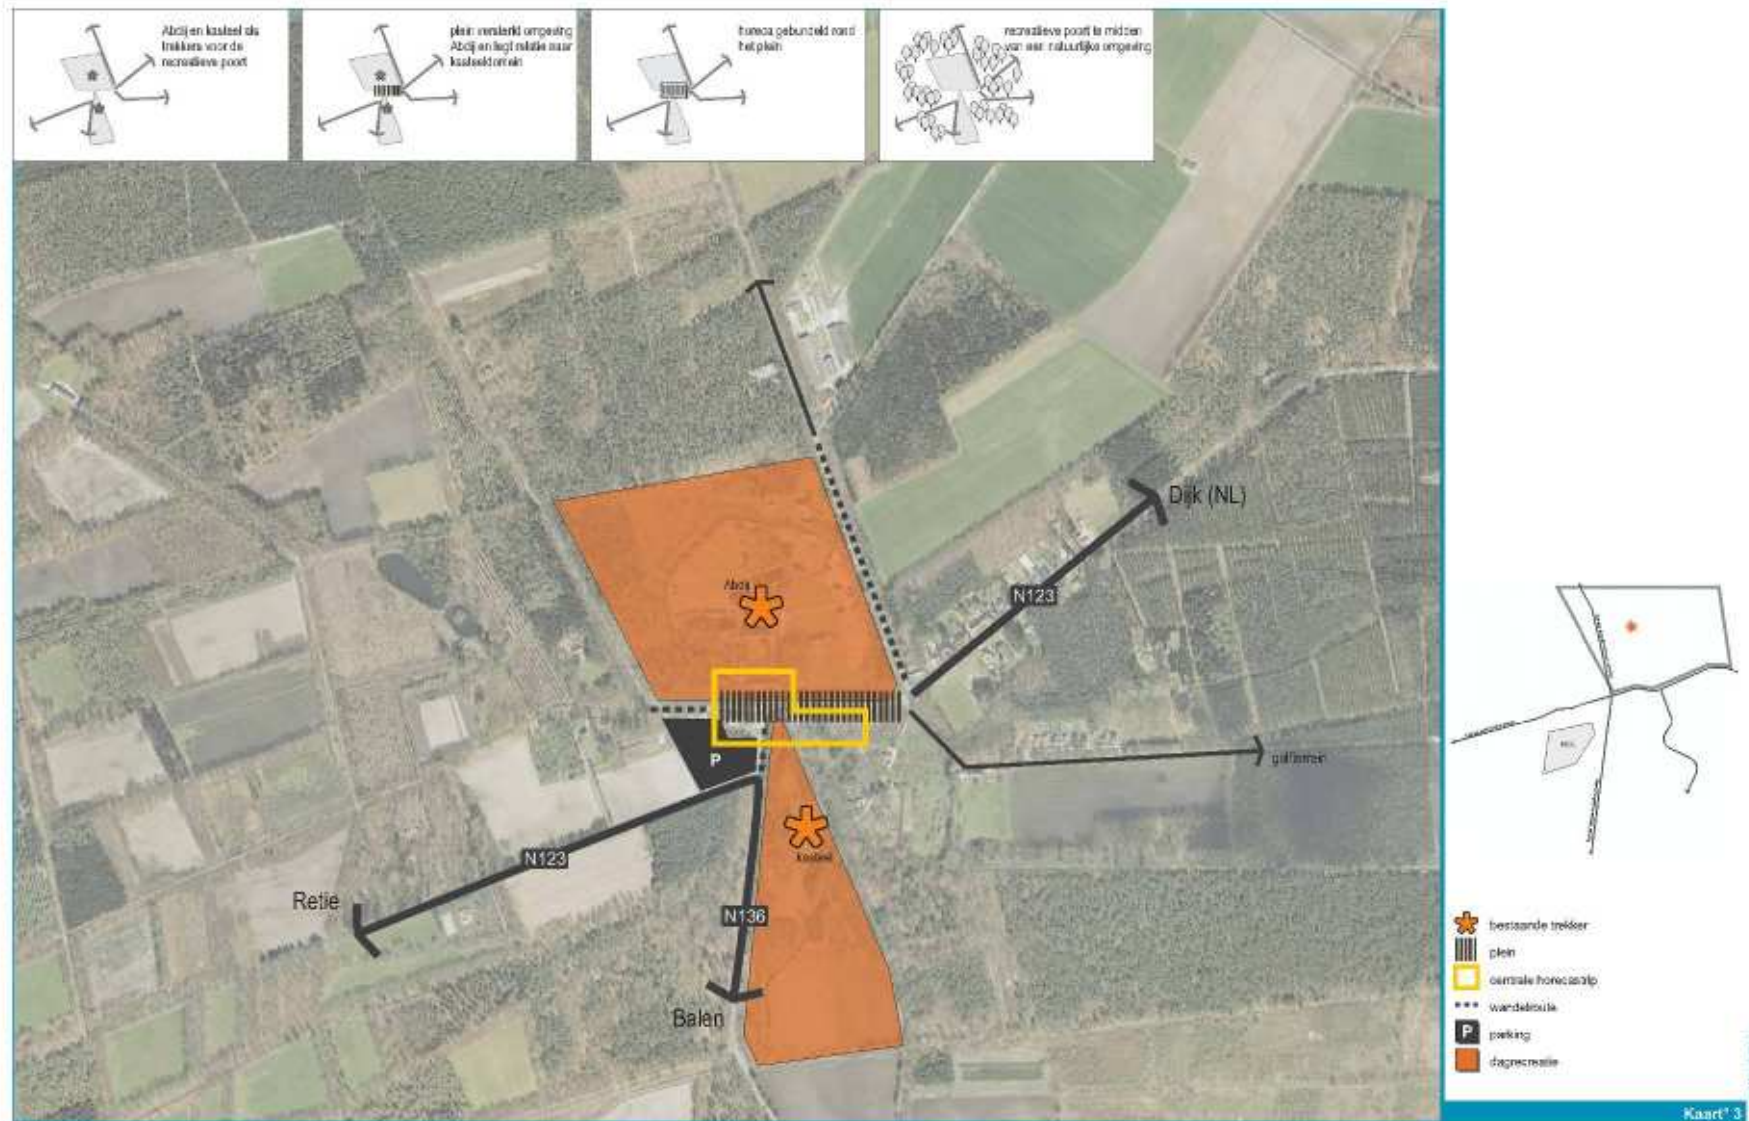 Abdij en kasteel als
trekkers voor de
recreatieve poort
plein versterkt omgeving
Abdij en legt relatie naar
kasteeldomein
horeca gebundeld rond
het plein
recreatieve poort te midden
van een natuurlijke omgeving
Dijk (NL)
Abdij
N123
P
golfterrein
kasteel
N123
Retie
N136
Balen
bestaande trekker
plein
centrale horecastrip
wandelroute
P
parking
dagrecreatie
Kaart° 3